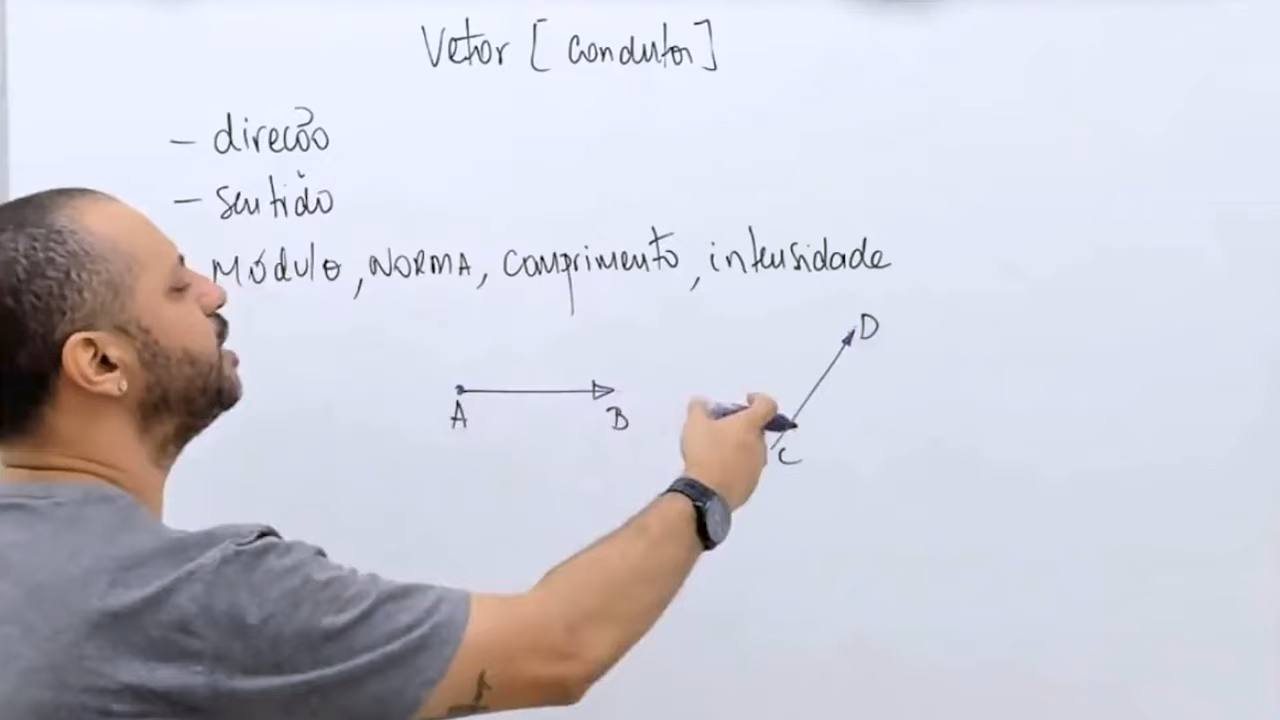 Vetor [condutor]
- direção
- sentido
módulo, NORMA, comprimento, intensidade
D
A B
C